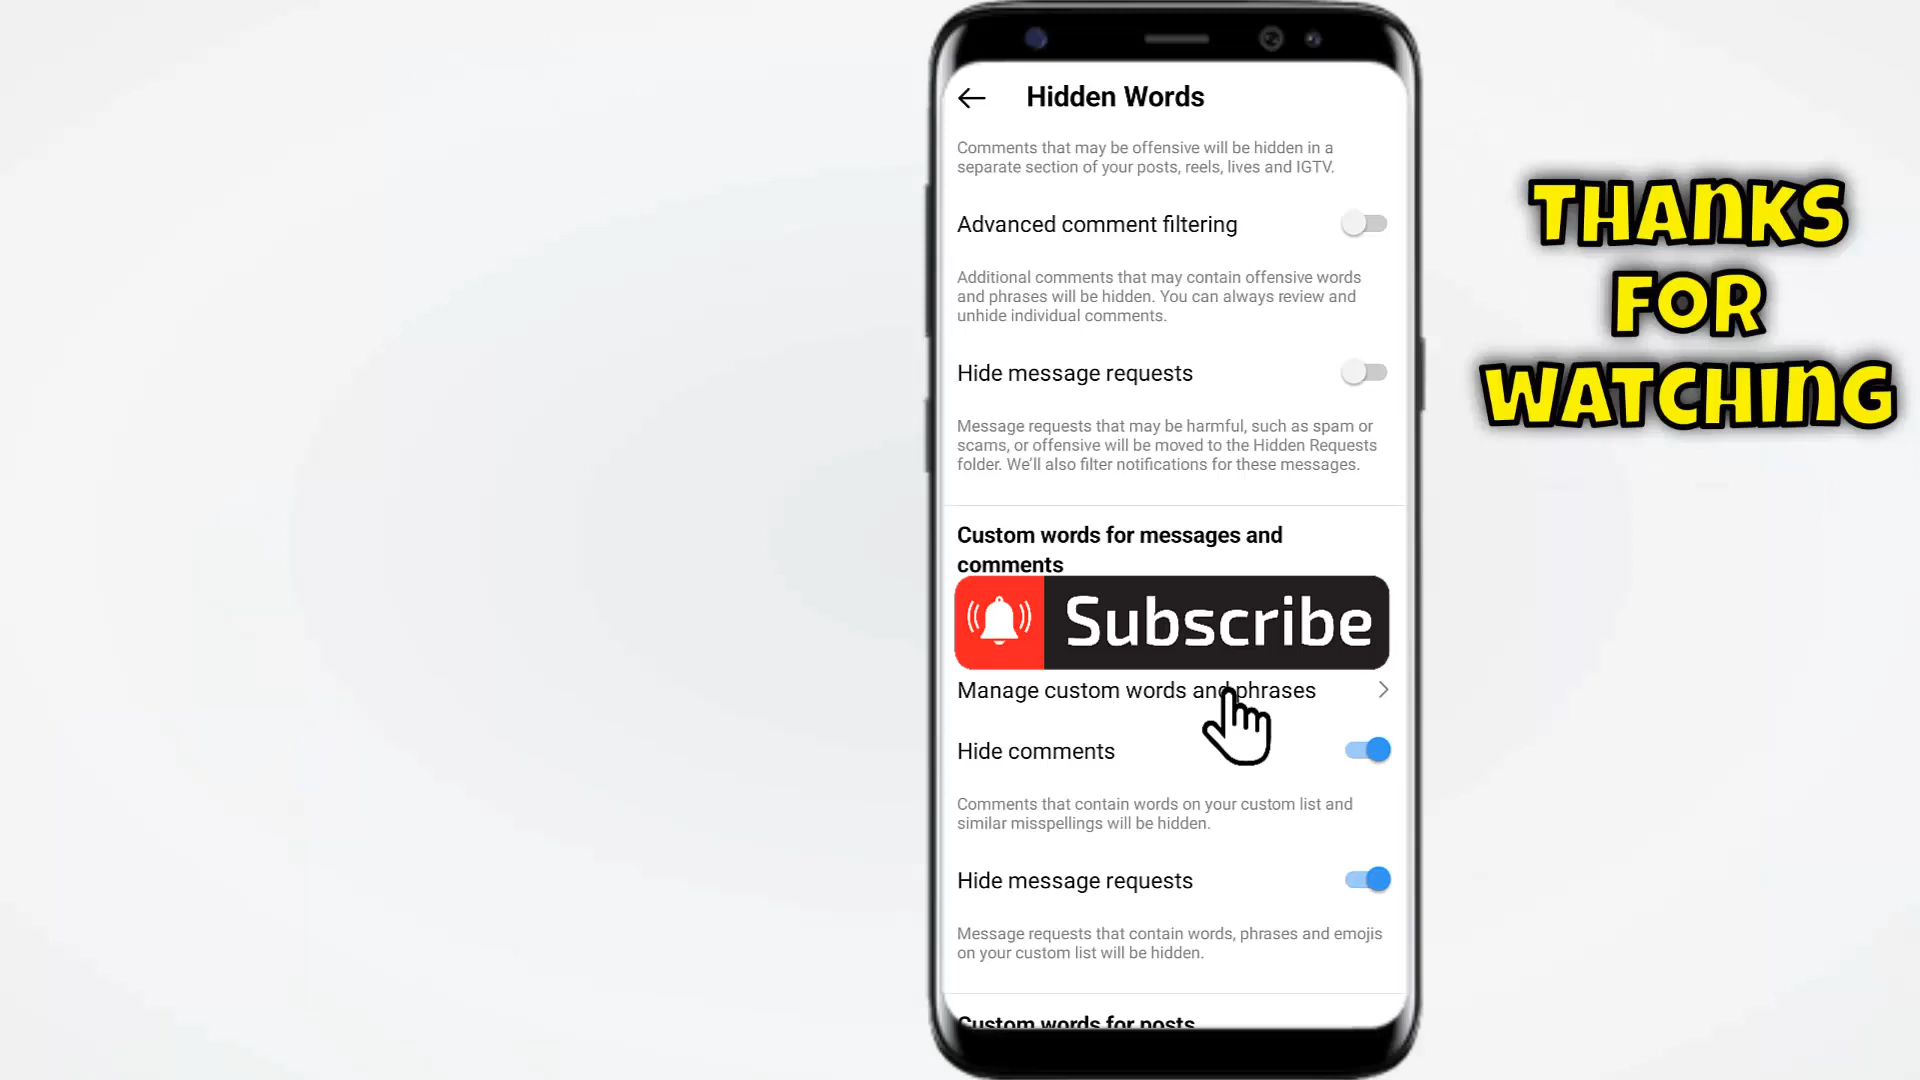 Hidden Words
Comments that may be offensive will be hidden in a
separate section of your posts, reels, lives and IGTV.
Advanced comment filtering
Additional comments that may contain offensive words
and phrases will be hidden. You can always review and
unhide individual comments.
Hide message requests
Message requests that may be harmful, such as spam or
scams, or offensive will be moved to the Hidden Requests
folder. We'll also filter notifications for these messages.
Custom words for messages and
comments
Subscribe
Manage custom words and phrases
Hide comments
Comments that contain words on your custom list and
similar misspellings will be hidden.
Hide message requests
Message requests that contain words, phrases and emojis
on your custom list will be hidden.
Custom words for posts
THANKS
FOR
WATCHING